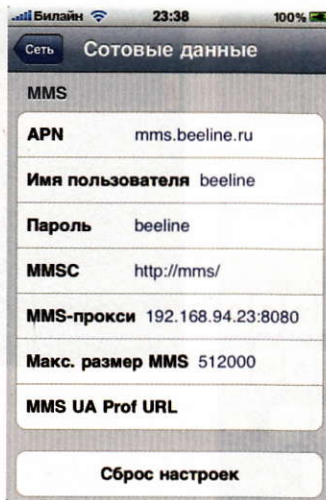 Билайн 23:38 100%
Сеть Сотовые данные
MMS
APN mms.beeline.ru
Имя пользователя beeline
Пароль beeline
MMSC http://mms/
MMS-прокси 192.168.94.23:8080
Макс. размер MMS 512000
MMS UA Prof URL
Сброс настроек